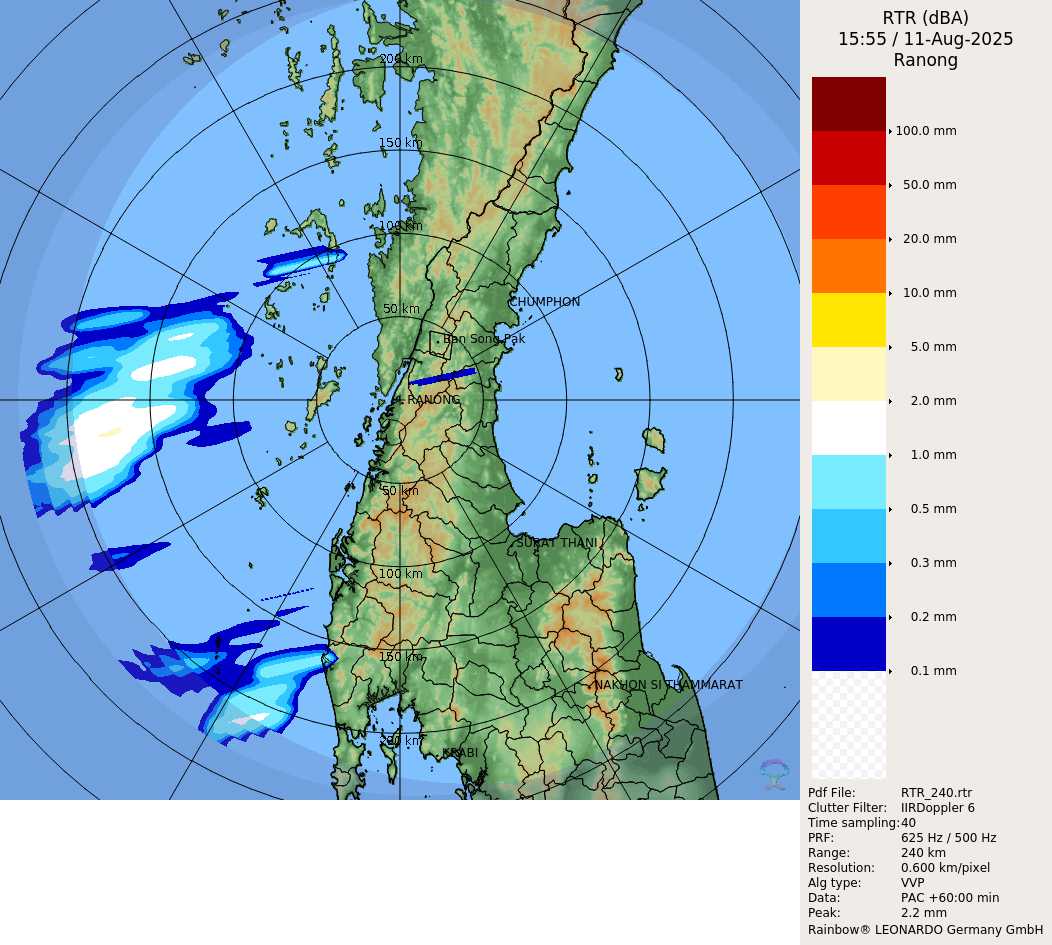 RTR (dBA)
15:55 / 11-Aug-2025
Ranong
200 km
150 km
100 km
50 km
CHUMPHON
Ban Song Pak
RANONG
50 km
SURAT THANI
100 km
150 km
NAKHON SI THAMMARAT
200 km
KRABI
100.0 mm
50.0 mm
20.0 mm
10.0 mm
5.0 mm
2.0 mm
1.0 mm
0.5 mm
0.3 mm
0.2 mm
0.1 mm
Pdf File: RTR_240.rtr
Clutter Filter: IIRDoppler 6
Time sampling: 40
PRF: 625 Hz / 500 Hz
Range: 240 km
Resolution: 0.600 km/pixel
Alg type: VVP
Data: PAC +60:00 min
Peak: 2.2 mm
Rainbow® LEONARDO Germany GmbH